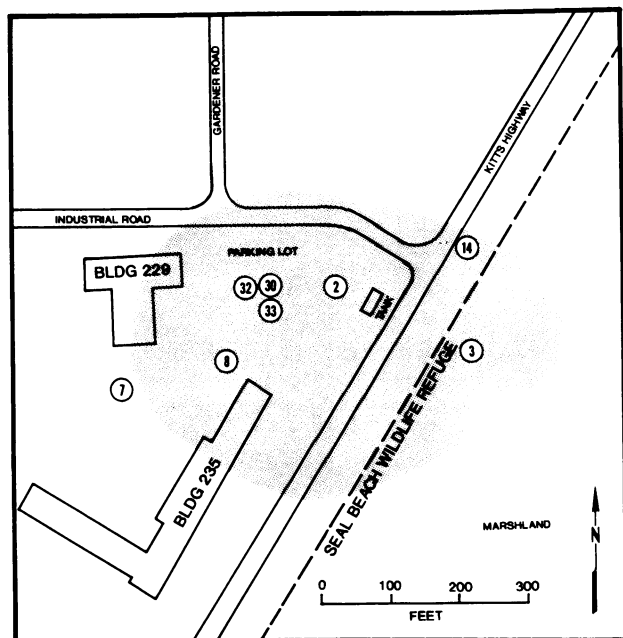 GARDENER ROAD
KITTS HIGHWAY
INDUSTRIAL ROAD
14
PARKING LOT
BLDG 229
32
30
2
TANK
33
3
8
7
SEAL BEACH WILDLIFE REFUGE
BLDG 235
MARSHLAND
N
0 100 200 300
FEET